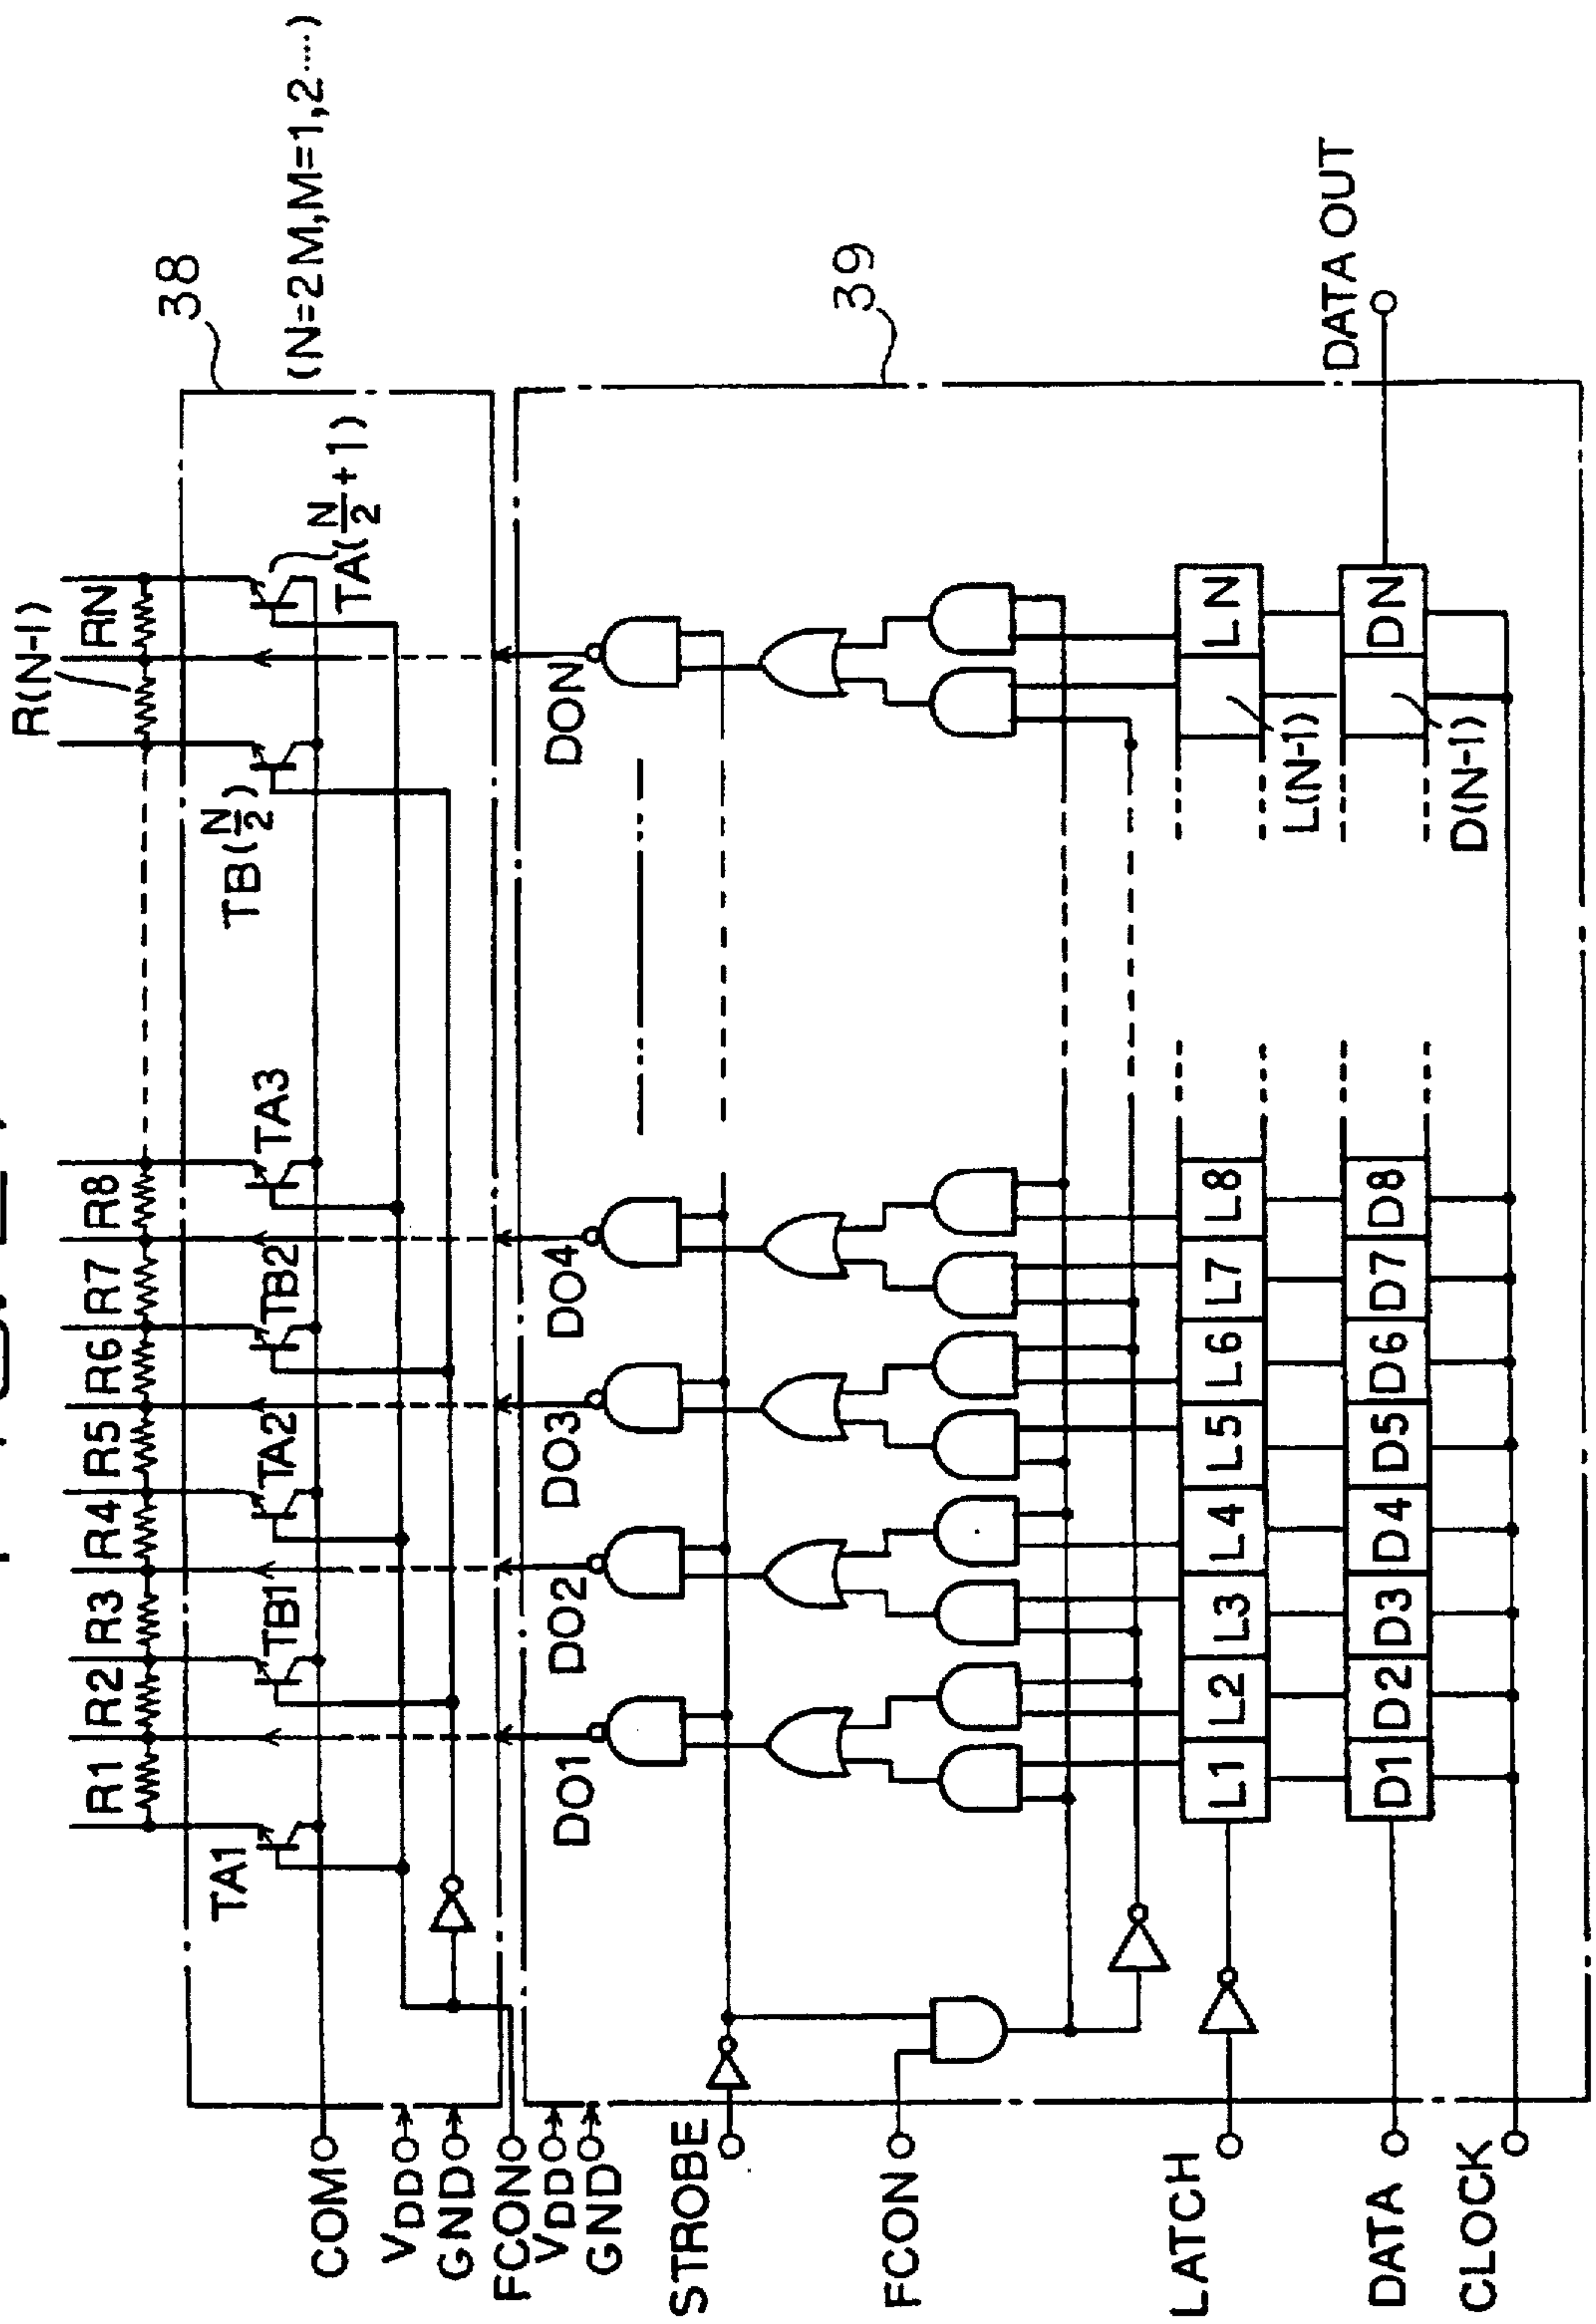 R(N-1)
R1 R2 R3 R4 R5 R6 R7 R8 RN
38
(N=2M,M=1,2....)
TA1 TB1 TA2 TB2 TA3 TB(N/2) TA(N/2+1)
COM
VDD
GND
FCON
VDD
GND
DO1 DO2 DO3 DO4 DON
39
STROBE
FCON
LATCH
L1 L2 L3 L4 L5 L6 L7 L8 LN
L(N-1)
DATA
D1 D2 D3 D4 D5 D6 D7 D8 DN
D(N-1)
DATA OUT
CLOCK